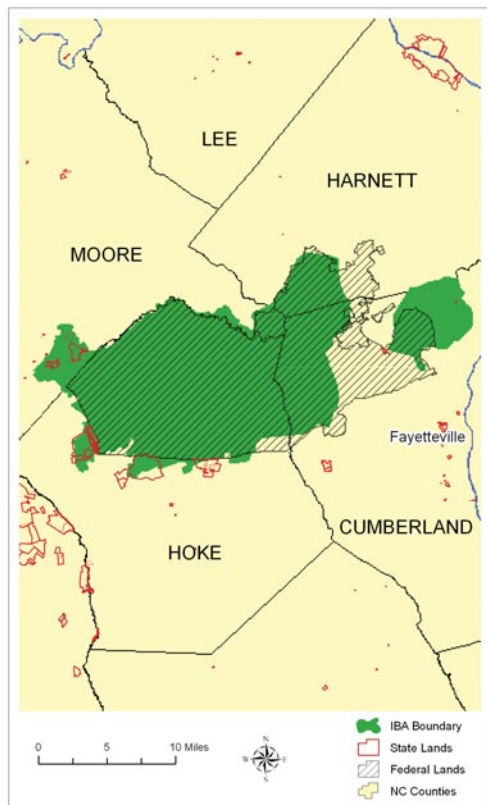 LEE
HARNETT
MOORE
Fayetteville
CUMBERLAND
HOKE
0 5 10 Miles
N
W E
S
IBA Boundary
State Lands
Federal Lands
NC Counties